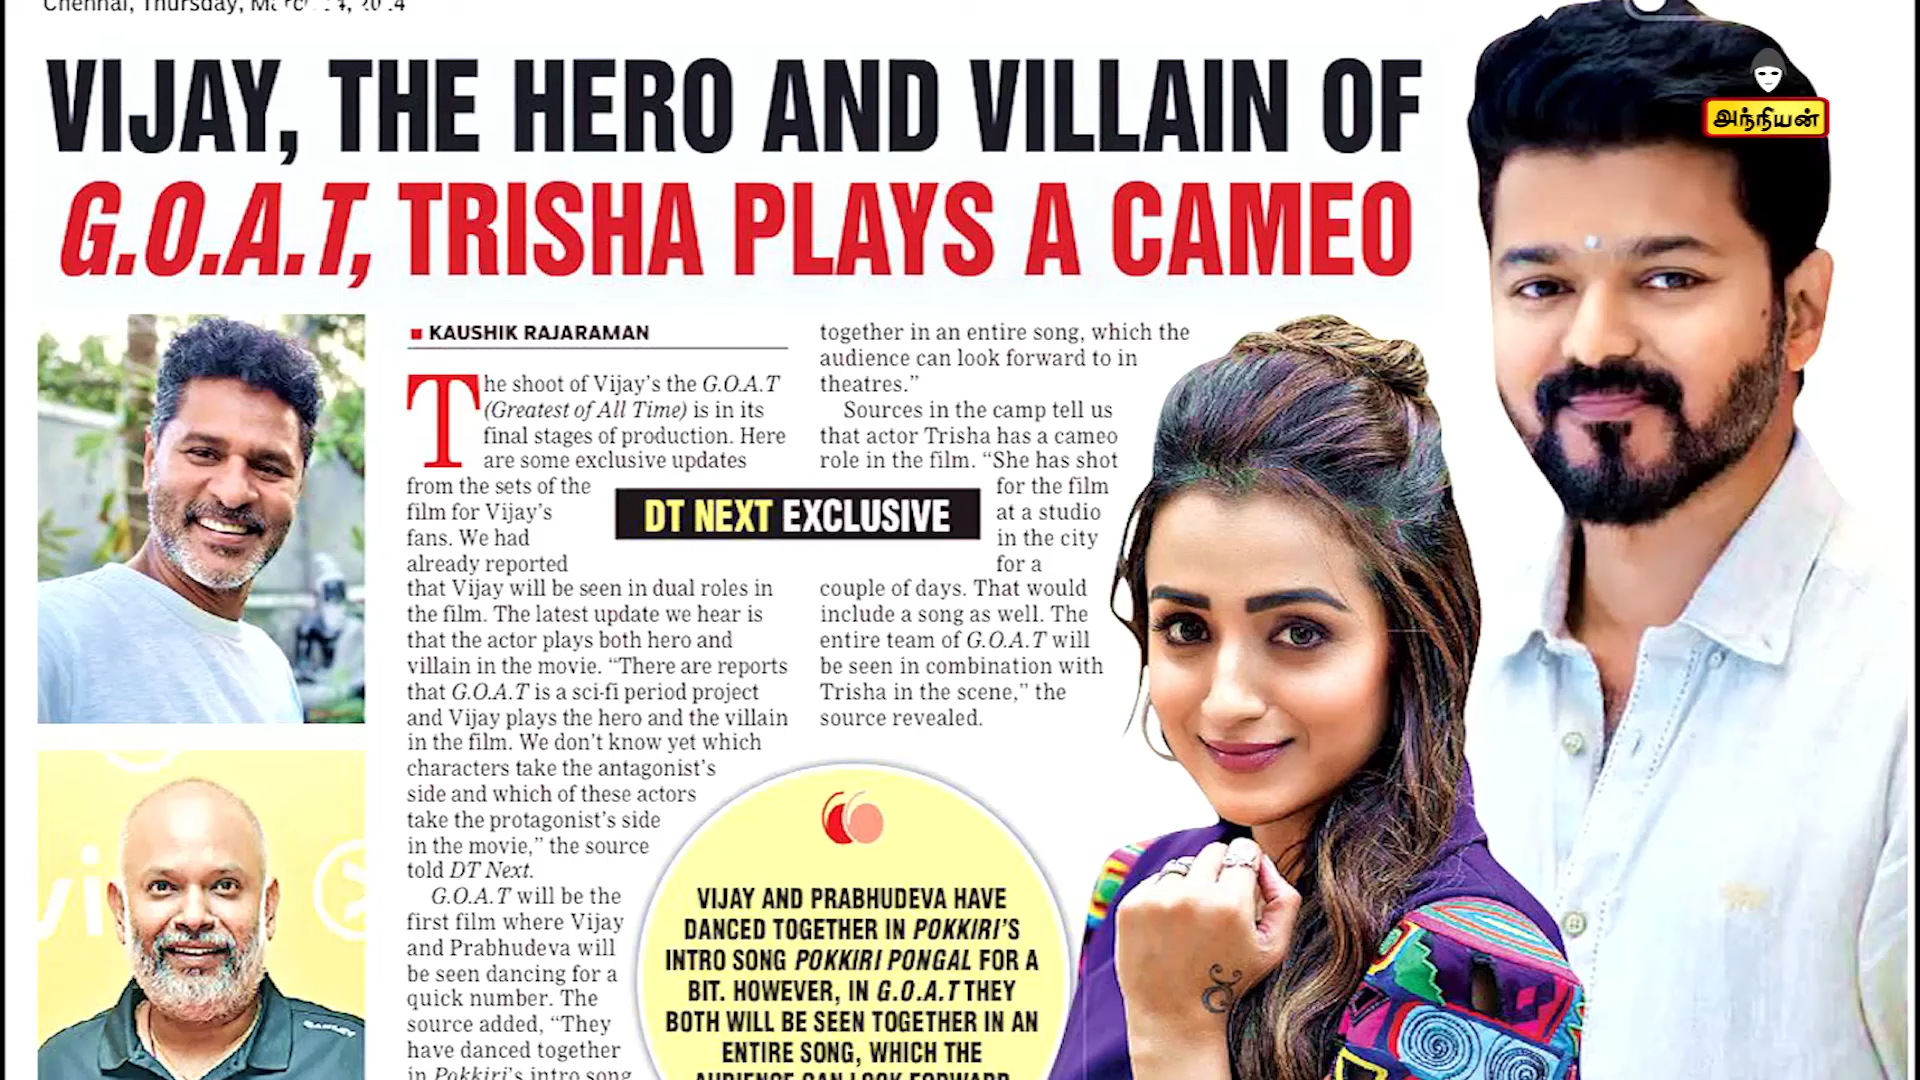 Chennai, Thursday,
அந்நியன்
VIJAY, THE HERO AND VILLAIN OF
G.O.A.T, TRISHA PLAYS A CAMEO
KAUSHIK RAJARAMAN
The shoot of Vijay’s the G.O.A.T
(Greatest of All Time) is in its
final stages of production. Here
are some exclusive updates
from the sets of the
film for Vijay’s
fans. We had
already reported
that Vijay will be seen in dual roles in
the film. The latest update we hear is
that the actor plays both hero and
villain in the movie. “There are reports
that G.O.A.T is a sci-fi period project
and Vijay plays the hero and the villain
in the film. We don’t know yet which
characters take the antagonist’s
side and which of these actors
take the protagonist’s side
in the movie,” the source
told DT Next.
G.O.A.T will be the
first film where Vijay
and Prabhudeva will
be seen dancing for a
quick number. The
source added, “They
have danced together
in Pokkiri’s intro song
DT NEXT EXCLUSIVE
together in an entire song, which the
audience can look forward to in
theatres.”
Sources in the camp tell us
that actor Trisha has a cameo
role in the film. “She has shot
for the film
at a studio
in the city
for a
couple of days. That would
include a song as well. The
entire team of G.O.A.T will
be seen in combination with
Trisha in the scene,” the
source revealed.
VIJAY AND PRABHUDEVA HAVE
DANCED TOGETHER IN POKKIRI’S
INTRO SONG POKKIRI PONGAL FOR A
BIT. HOWEVER, IN G.O.A.T THEY
BOTH WILL BE SEEN TOGETHER IN AN
ENTIRE SONG, WHICH THE
AUDIENCE CAN LOOK FORWARD
vi